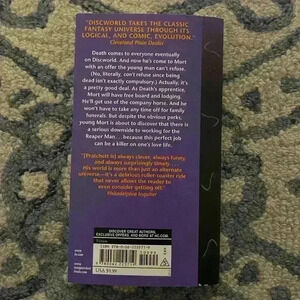 "DISCWORLD TAKES THE CLASSIC
FANTASY UNIVERSE THROUGH ITS
LOGICAL, AND COMIC, EVOLUTION."
Cleveland Plain Dealer
Death comes to everyone eventually
on Discworld. And now he's come to Mort
with an offer the young man can't refuse.
(No, literally, can't refuse since being
dead isn't exactly compulsory.) Actually, it's
a pretty good deal. As Death's apprentice,
Mort will have free board and lodging.
He'll get use of the company horse. And he
won't have to take any time off for family
funerals. But despite the obvious perks,
young Mort is about to discover that there is
a serious downside to working for the
Reaper Man... because this perfect job
can be a killer on one's love life.
"[Pratchett is] always clever, always funny,
and always surprisingly timely...
His world is more than just an alternate
universe—it's a delirious roller-coaster ride
that never allows the reader to
even consider getting off."
Philadelphia Inquirer
DISCOVER GREAT AUTHORS,
EXCLUSIVE OFFERS, AND MORE AT HC.COM.
USA $9.99